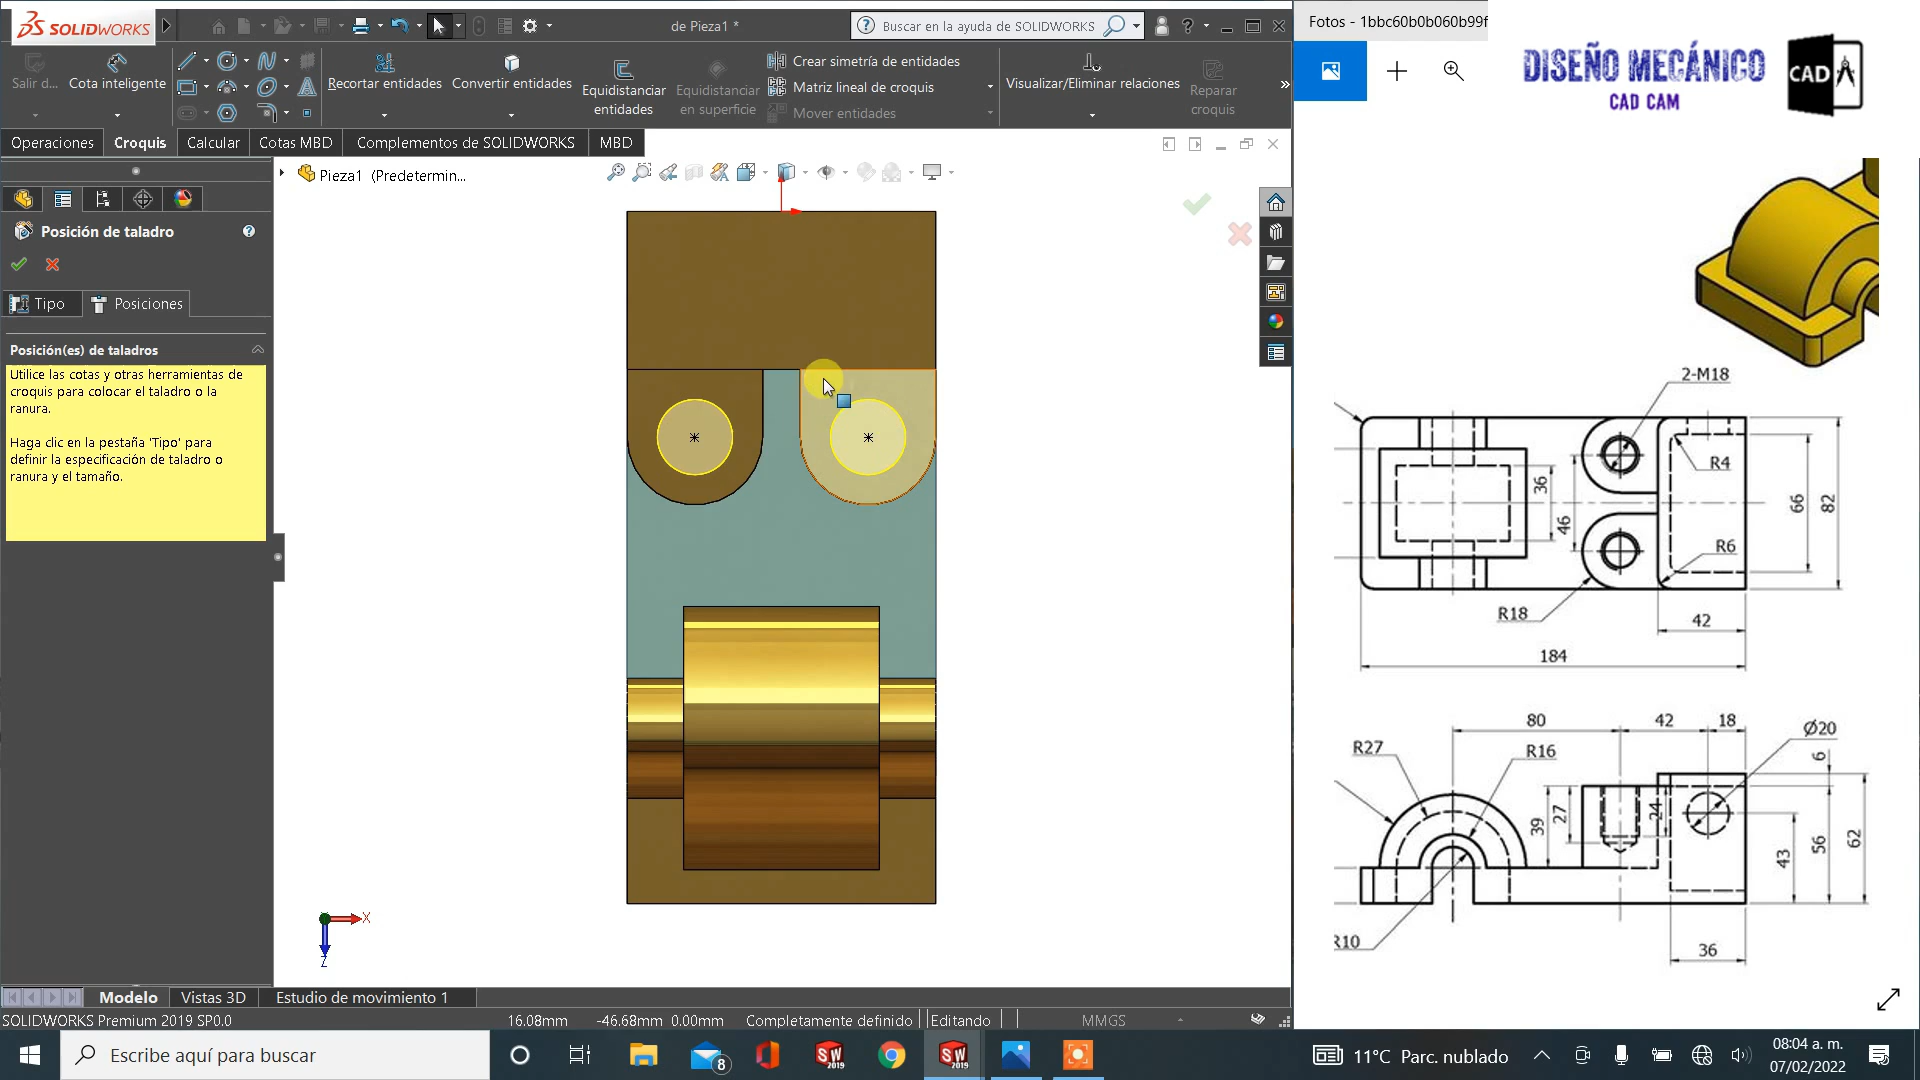 SOLIDWORKS
de Pieza1 *
Buscar en la ayuda de SOLIDWORKS
Fotos - 1bbc60b0b060b99f
Salir d...
Cota inteligente
Recortar entidades
Convertir entidades
Equidistanciar
entidades
Equidistanciar
en superficie
Crear simetría de entidades
Matriz lineal de croquis
Mover entidades
Visualizar/Eliminar relaciones
Reparar
croquis
DISEÑO MECÁNICO
CAD CAM
CAD
Operaciones
Croquis
Calcular
Cotas MBD
Complementos de SOLIDWORKS
MBD
Pieza1 (Predetermin...
Posición de taladro
Tipo
Posiciones
Posición(es) de taladros
Utilice las cotas y otras herramientas de
croquis para colocar el taladro o la
ranura.
Haga clic en la pestaña 'Tipo' para
definir la especificación de taladro o
ranura y el tamaño.
X
Z
2-M18
R4
36
46
66
82
R6
R18
42
184
80
42
18
Ø20
R27
R16
6
39
27
24
43
56
62
R10
36
Modelo
Vistas 3D
Estudio de movimiento 1
SOLIDWORKS Premium 2019 SP0.0
16.08mm
-46.68mm
0.00mm
Completamente definido
Editando
MMGS
Escribe aquí para buscar
8
SW
2019
SW
2019
11°C Parc. nublado
08:04 a. m.
07/02/2022